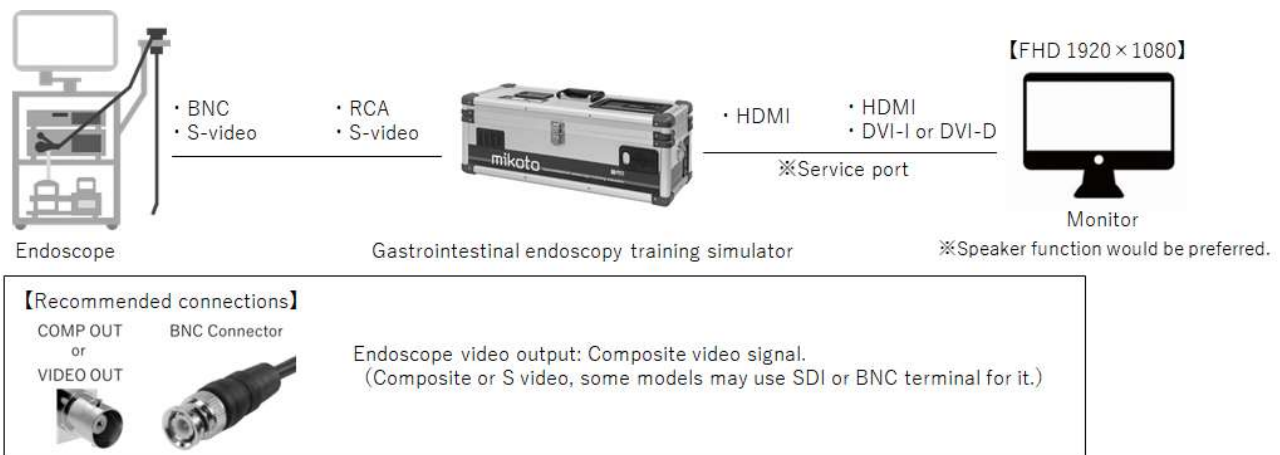 【FHD 1920×1080】
・BNC
・S-video
・RCA
・S-video
mikoto
・HDMI
・HDMI
・DVI-I or DVI-D
※Service port
Endoscope
Gastrointestinal endoscopy training simulator
Monitor
※Speaker function would be preferred.
【Recommended connections】
COMP OUT
or
VIDEO OUT
BNC Connector
Endoscope video output: Composite video signal.
（Composite or S video, some models may use SDI or BNC terminal for it.）